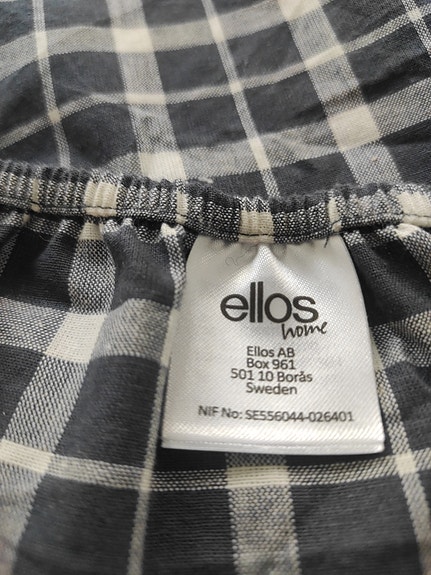 ellos
home
Ellos AB
Box 961
501 10 Borås
Sweden
NIF No: SE556044-026401